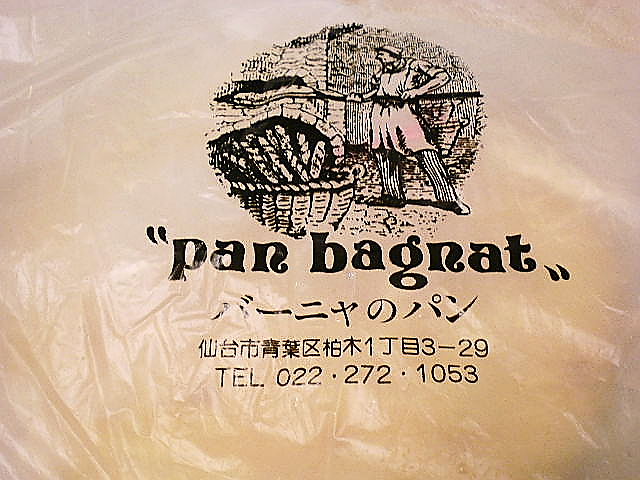 "pan bagnat„
バーニャのパン
仙台市青葉区柏木1丁目3-29
TEL. 022・272・1053